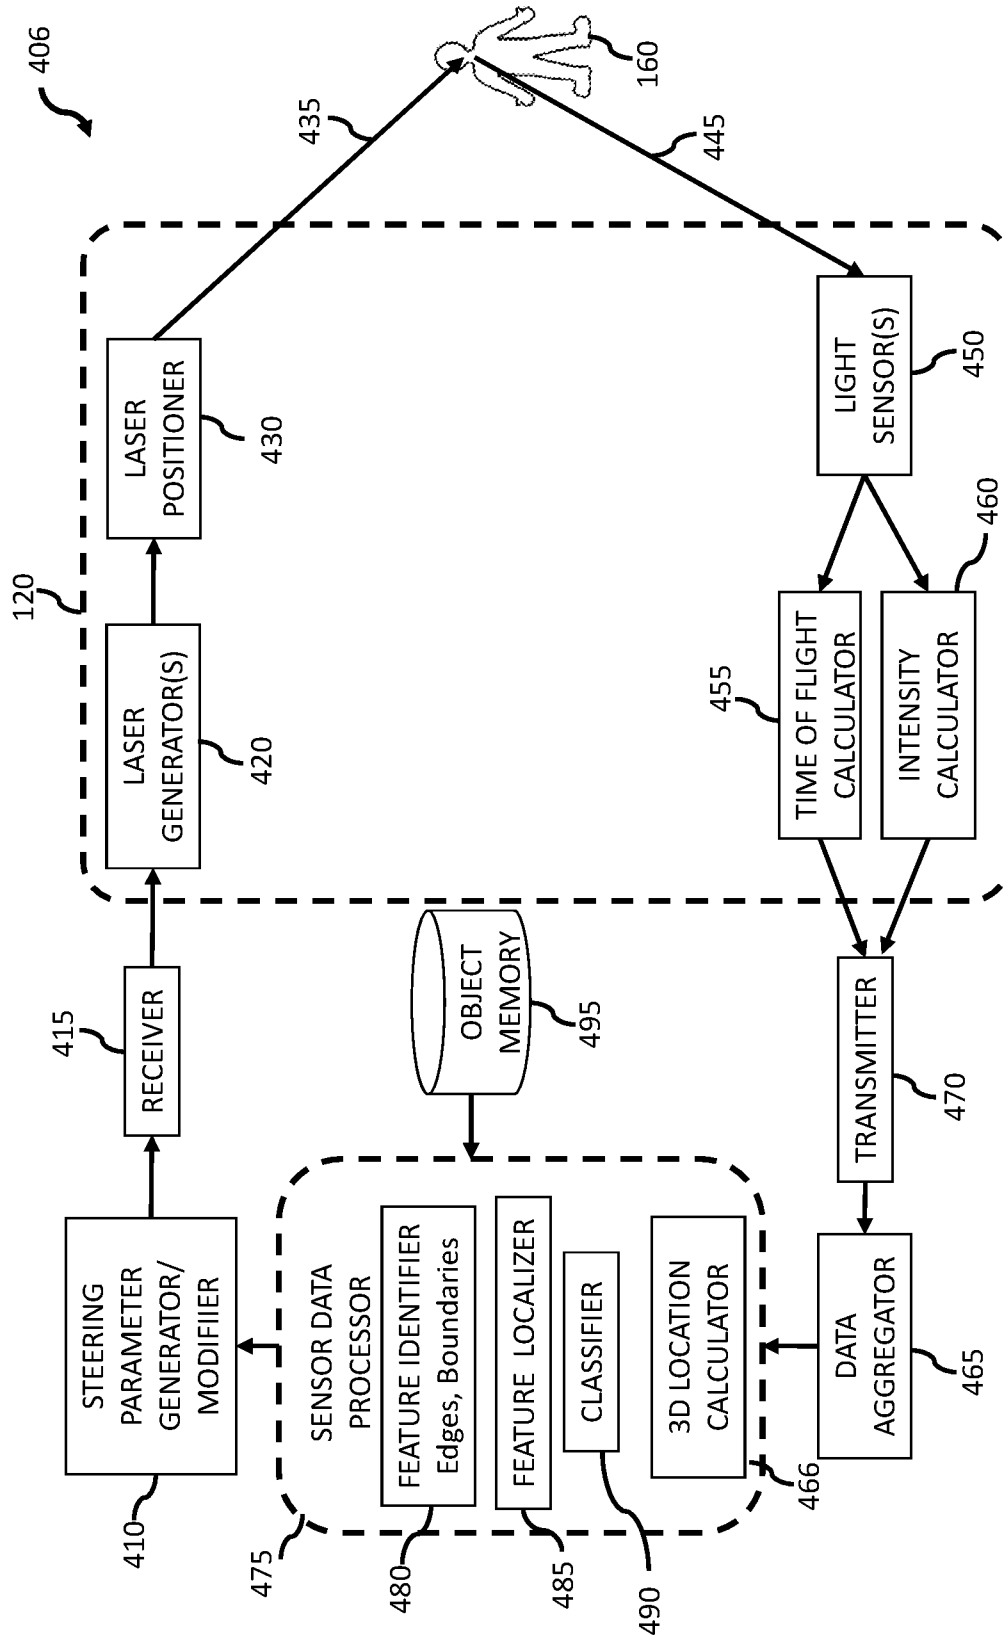 406
120
435
160
445
STEERING
PARAMETER
GENERATOR/
MODIFIIER
410
RECEIVER
415
LASER
GENERATOR(S)
420
LASER
POSITIONER
430
SENSOR DATA
PROCESSOR
475
FEATURE IDENTIFIER
Edges, Boundaries
480
FEATURE LOCALIZER
485
CLASSIFIER
490
3D LOCATION
CALCULATOR
466
OBJECT
MEMORY
495
DATA
AGGREGATOR
465
TRANSMITTER
470
TIME OF FLIGHT
CALCULATOR
455
INTENSITY
CALCULATOR
460
LIGHT
SENSOR(S)
450